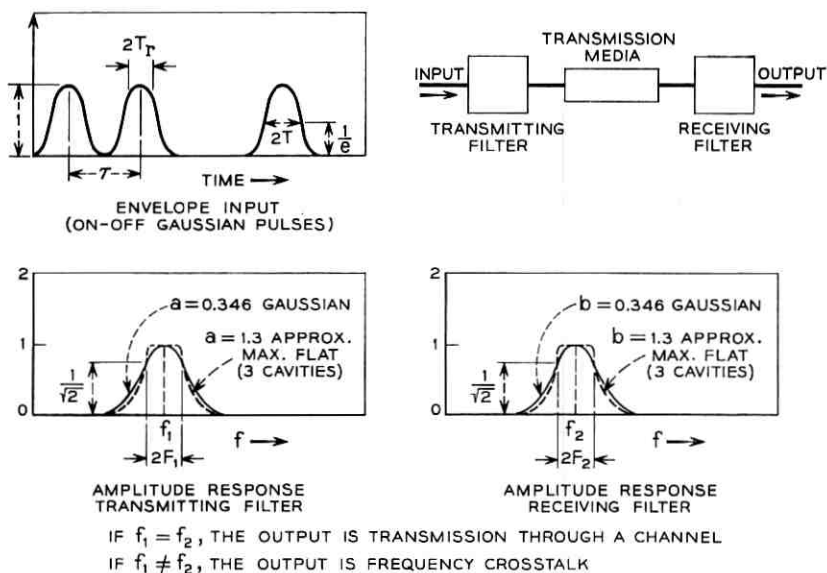 2Tr
1
τ
2T
1/e
TIME
ENVELOPE INPUT
(ON-OFF GAUSSIAN PULSES)
TRANSMISSION
MEDIA
INPUT
OUTPUT
TRANSMITTING
FILTER
RECEIVING
FILTER
2
1
0
1/√2
a = 0.346 GAUSSIAN
a = 1.3 APPROX.
MAX. FLAT
(3 CAVITIES)
f1
f
2F1
AMPLITUDE RESPONSE
TRANSMITTING FILTER
2
1
0
1/√2
b = 0.346 GAUSSIAN
b = 1.3 APPROX.
MAX. FLAT
(3 CAVITIES)
f2
f
2F2
AMPLITUDE RESPONSE
RECEIVING FILTER
IF f1 = f2, THE OUTPUT IS TRANSMISSION THROUGH A CHANNEL
IF f1 ≠ f2, THE OUTPUT IS FREQUENCY CROSSTALK